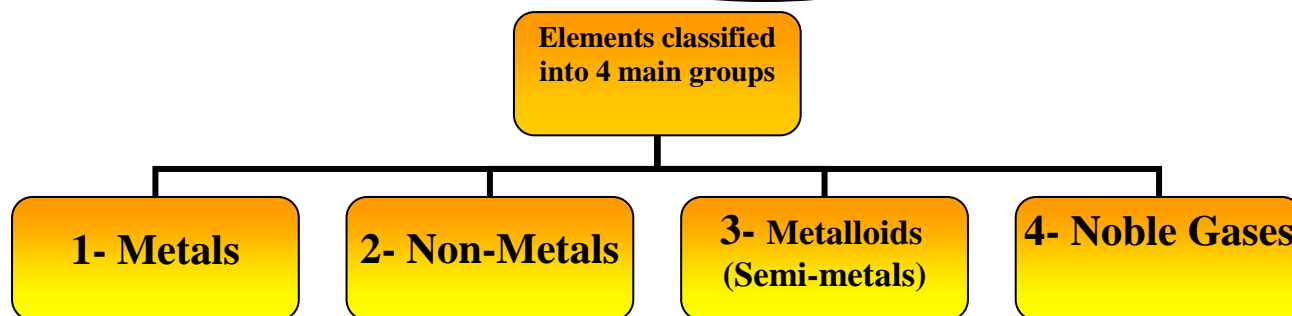 Elements classified
into 4 main groups
1- Metals
2- Non-Metals
3- Metalloids
(Semi-metals)
4- Noble Gases